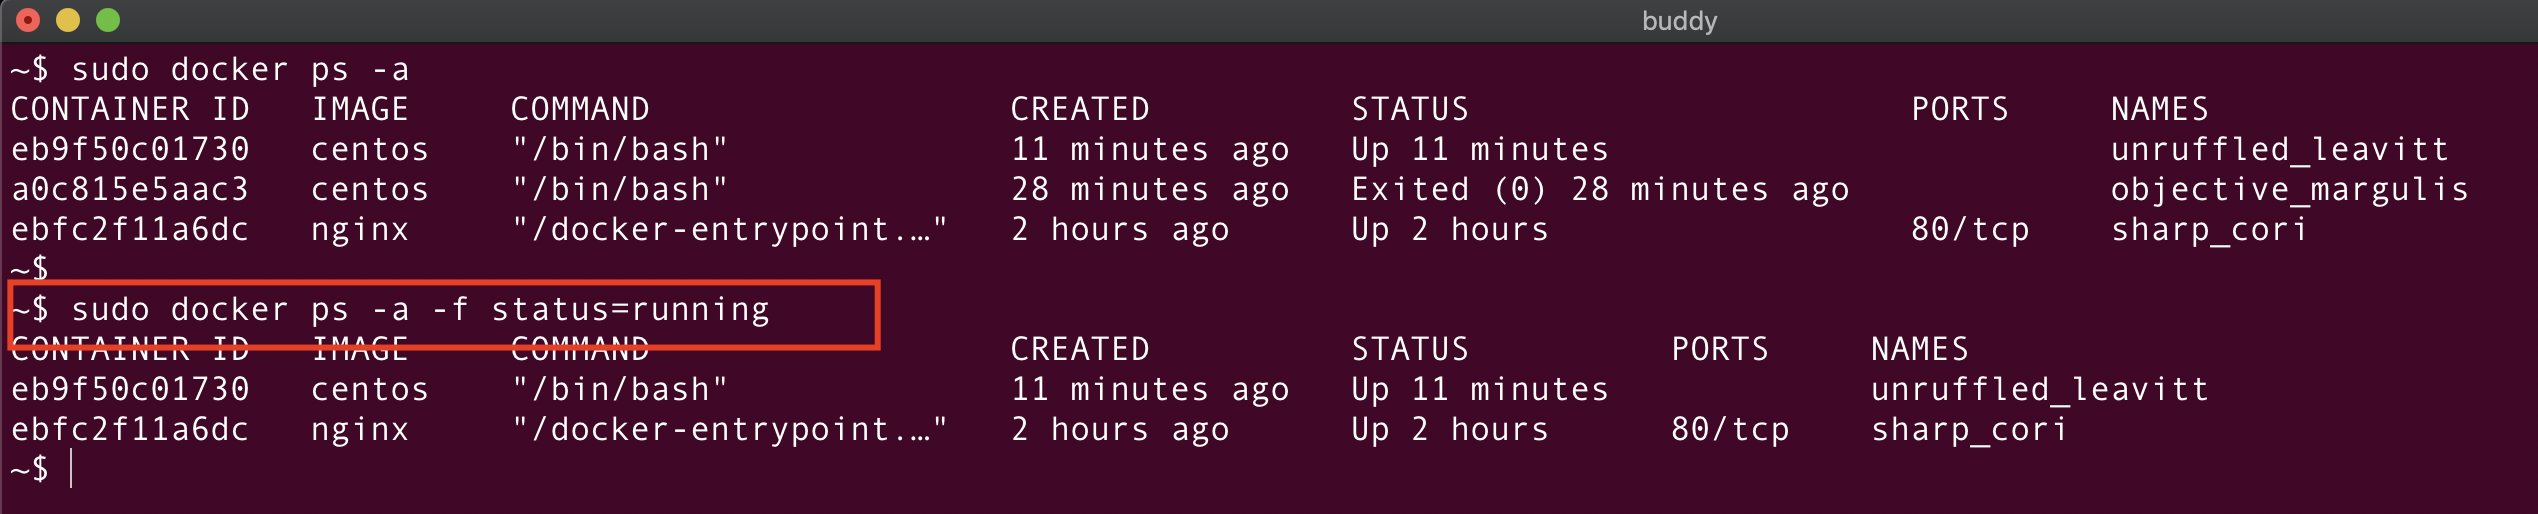 buddy
~$ sudo docker ps -a
CONTAINER ID   IMAGE     COMMAND                  CREATED          STATUS                      PORTS     NAMES
eb9f50c01730   centos    "/bin/bash"              11 minutes ago   Up 11 minutes                         unruffled_leavitt
a0c815e5aac3   centos    "/bin/bash"              28 minutes ago   Exited (0) 28 minutes ago             objective_margulis
ebfc2f11a6dc   nginx     "/docker-entrypoint.…"   2 hours ago      Up 2 hours                  80/tcp    sharp_cori
~$
~$ sudo docker ps -a -f status=running
CONTAINER ID   IMAGE     COMMAND                  CREATED          STATUS          PORTS     NAMES
eb9f50c01730   centos    "/bin/bash"              11 minutes ago   Up 11 minutes             unruffled_leavitt
ebfc2f11a6dc   nginx     "/docker-entrypoint.…"   2 hours ago      Up 2 hours      80/tcp    sharp_cori
~$